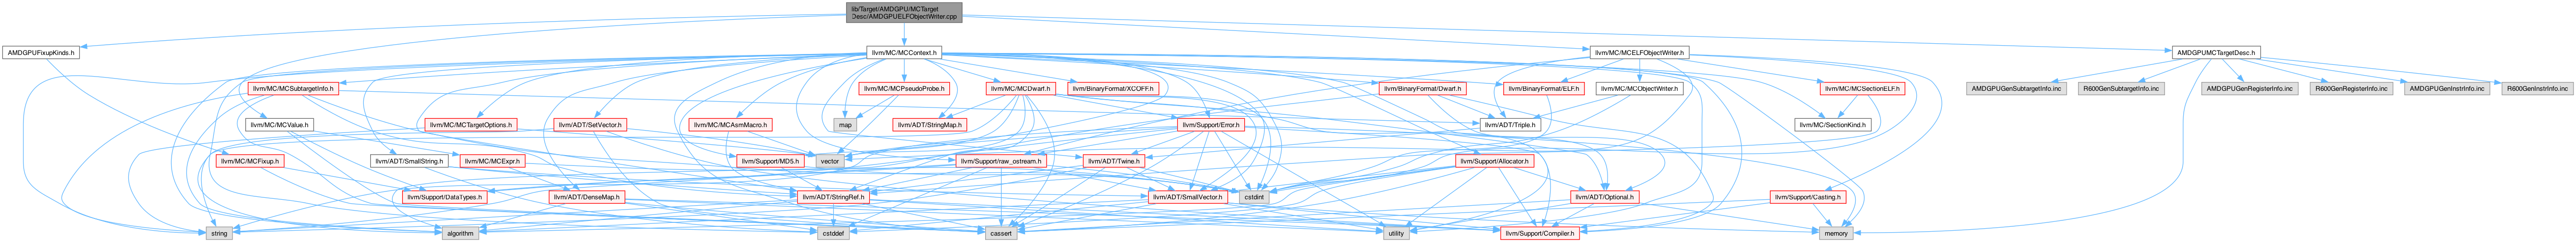 lib/Target/AMDGPU/MCTarget
Desc/AMDGPUELFObjectWriter.cpp
AMDGPUFixupKinds.h
llvm/MC/MCContext.h
llvm/MC/MCELFObjectWriter.h
AMDGPUMCTargetDesc.h
llvm/MC/MCSubtargetInfo.h
llvm/MC/MCPseudoProbe.h
llvm/MC/MCDwarf.h
llvm/BinaryFormat/XCOFF.h
llvm/BinaryFormat/Dwarf.h
llvm/BinaryFormat/ELF.h
llvm/MC/MCObjectWriter.h
llvm/MC/MCSectionELF.h
AMDGPUGenSubtargetInfo.inc
R600GenSubtargetInfo.inc
AMDGPUGenRegisterInfo.inc
R600GenRegisterInfo.inc
AMDGPUGenInstrInfo.inc
R600GenInstrInfo.inc
llvm/MC/MCValue.h
llvm/MC/MCTargetOptions.h
llvm/ADT/SetVector.h
llvm/MC/MCAsmMacro.h
map
llvm/ADT/StringMap.h
llvm/Support/Error.h
llvm/ADT/Triple.h
llvm/MC/SectionKind.h
llvm/MC/MCFixup.h
llvm/ADT/SmallString.h
llvm/MC/MCExpr.h
llvm/Support/MD5.h
vector
llvm/Support/raw_ostream.h
llvm/ADT/Twine.h
llvm/Support/Allocator.h
llvm/Support/DataTypes.h
llvm/ADT/DenseMap.h
llvm/ADT/StringRef.h
llvm/ADT/SmallVector.h
cstdint
llvm/ADT/Optional.h
llvm/Support/Casting.h
string
algorithm
cstddef
cassert
utility
llvm/Support/Compiler.h
memory